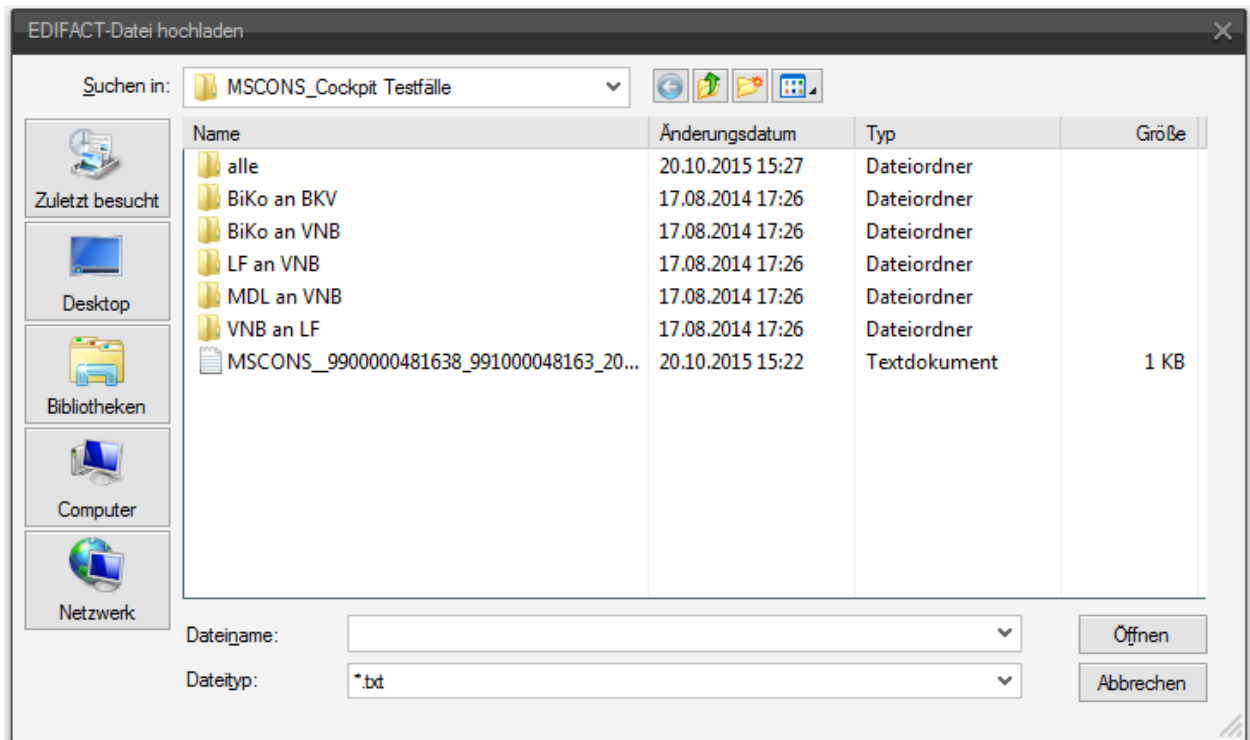 EDIFACT-Datei hochladen
Suchen in: MSCONS_Cockpit Testfälle
Name Änderungsdatum Typ Größe
alle 20.10.2015 15:27 Dateiordner
BiKo an BKV 17.08.2014 17:26 Dateiordner
BiKo an VNB 17.08.2014 17:26 Dateiordner
LF an VNB 17.08.2014 17:26 Dateiordner
MDL an VNB 17.08.2014 17:26 Dateiordner
VNB an LF 17.08.2014 17:26 Dateiordner
MSCONS__9900000481638_991000048163_20... 20.10.2015 15:22 Textdokument 1 KB
Zuletzt besucht
Desktop
Bibliotheken
Computer
Netzwerk
Dateiname: Öffnen
Dateityp: *.txt Abbrechen